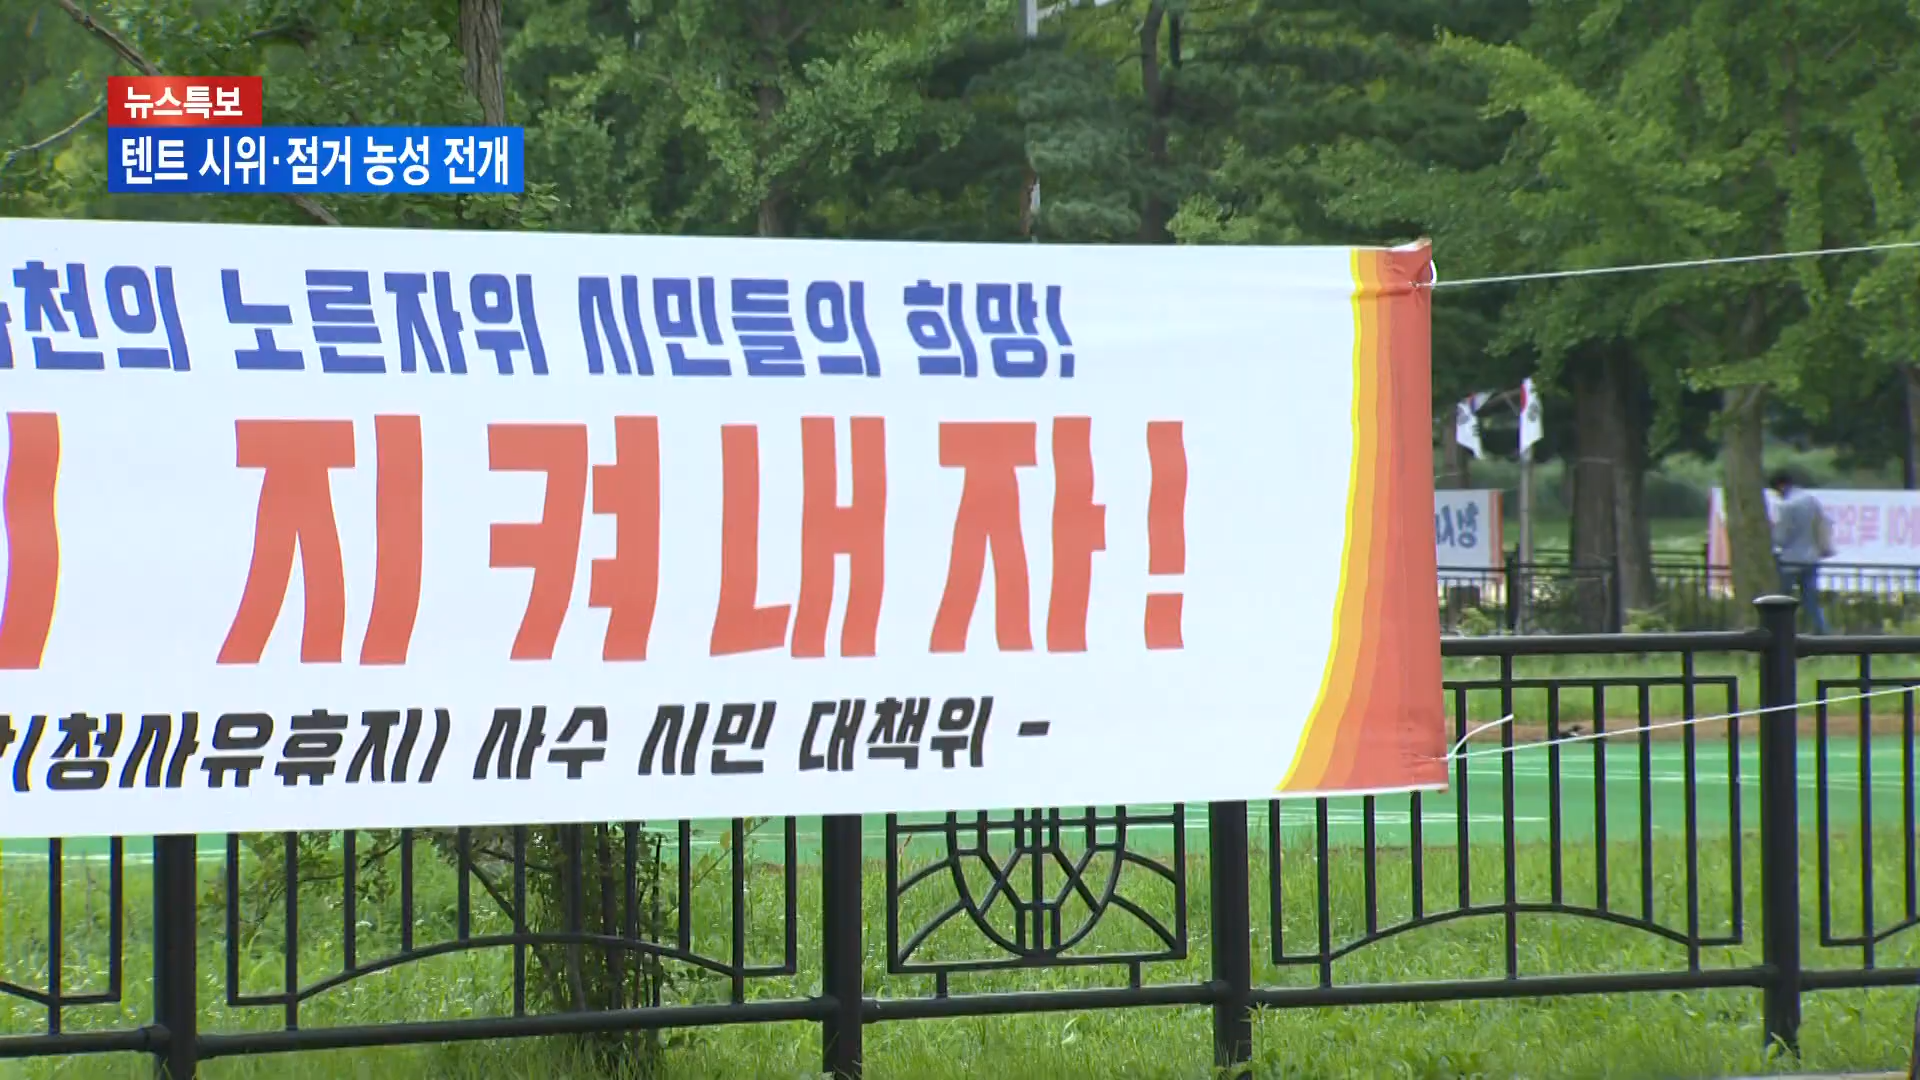 뉴스특보
텐트 시위·점거 농성 전개
노른자위 시민들의 희망!
지켜내자!
(청사유휴지) 사수 시민 대책위 -
청사